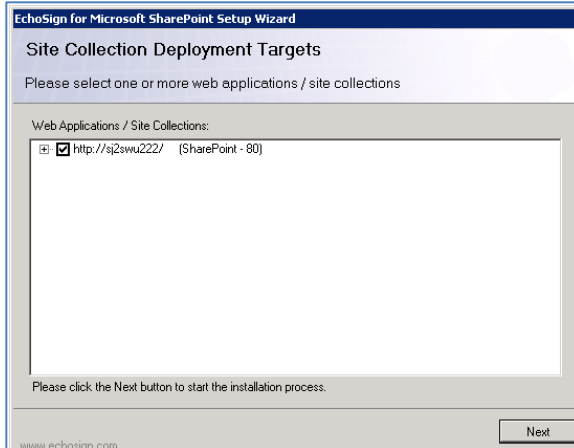 EchoSign for Microsoft SharePoint Setup Wizard
Site Collection Deployment Targets
Please select one or more web applications / site collections
Web Applications / Site Collections:
http://sj2swu222/ (SharePoint - 80)
Please click the Next button to start the installation process.
Next
www.echosign.com